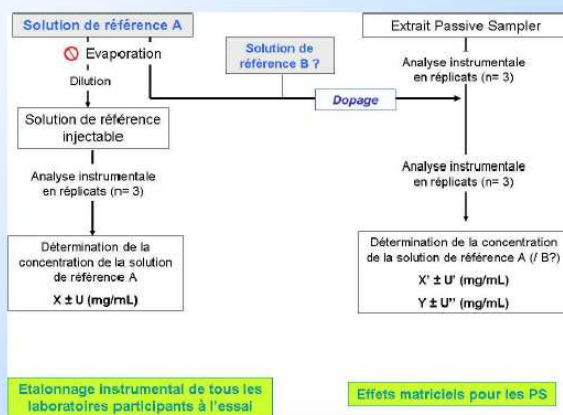 Solution de référence A
Evaporation
Dilution
Solution de référence
injectable
Analyse instrumentale
en réplicats (n= 3)
Détermination de la
concentration de la solution
de référence A
X ± U (mg/mL)
Etalonnage instrumental de tous les
laboratoires participants à l'essai
Solution de
référence B ?
Dopage
Extrait Passive Sampler
Analyse instrumentale
en réplicats (n= 3)
Analyse instrumentale
en réplicats (n= 3)
Détermination de la concentration
de la solution de référence A (/ B?)
X' ± U' (mg/mL)
Y ± U'' (mg/mL)
Effets matriciels pour les PS